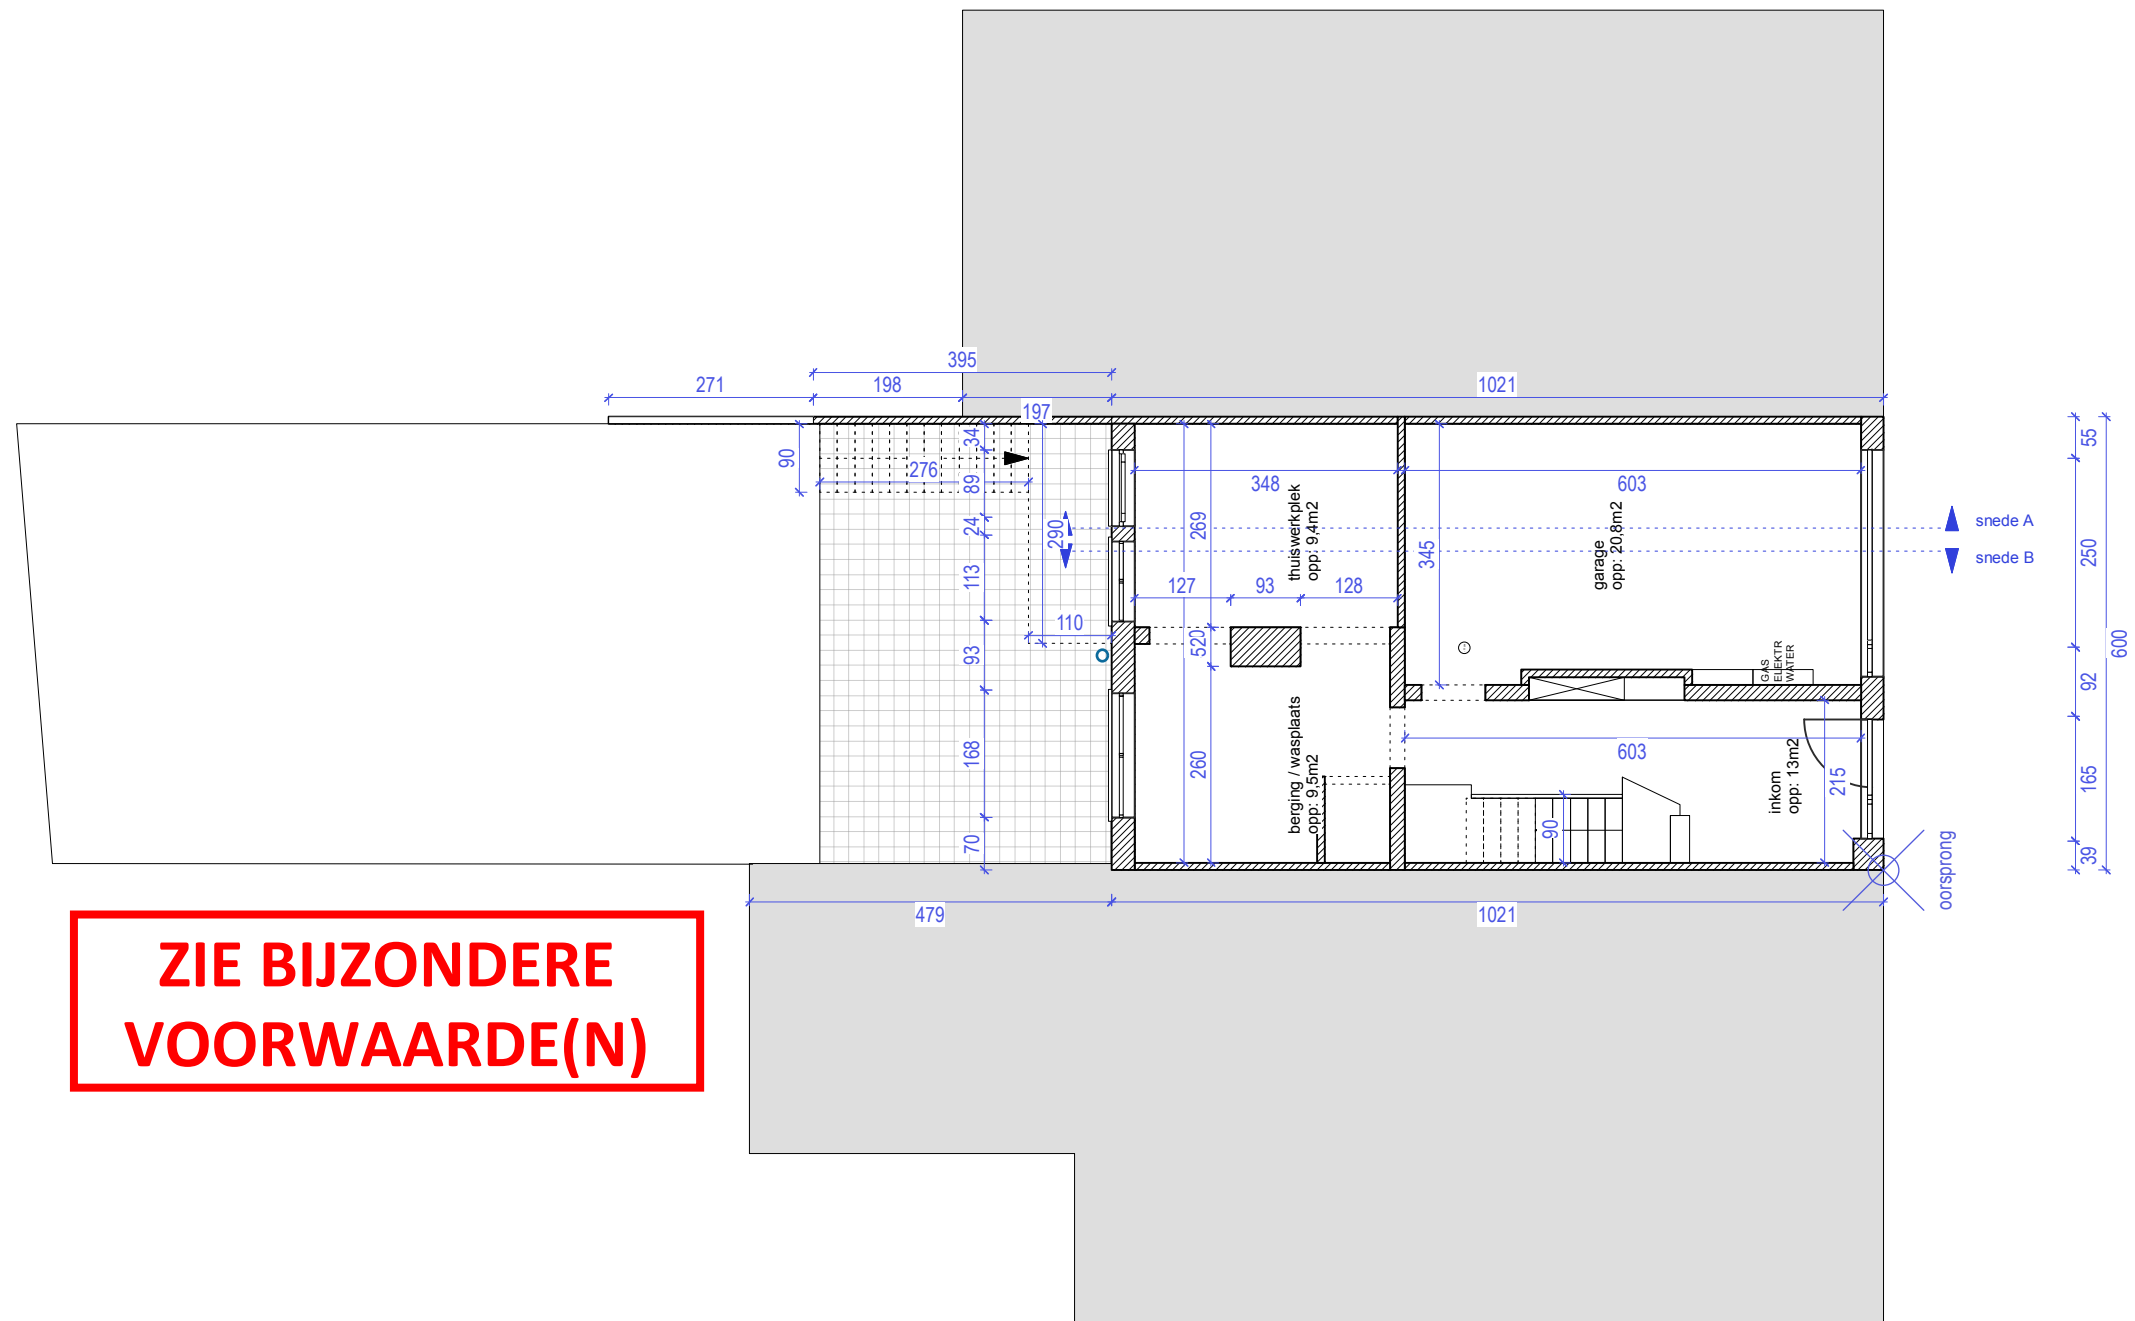 395
271
198
1021
197
34
90
276
89
348
603
55
24
290
269
thuiswerkplek
opp: 9,4m2
345
garage
opp: 20,8m2
snede A
snede B
250
113
127
93
128
110
520
600
93
GAS
ELEKTR
WATER
92
168
260
berging / wasplaats
opp: 9,5m2
603
inkom
opp: 13m2
215
165
70
90
39
oorsprong
479
1021
ZIE BIJZONDERE
VOORWAARDE(N)